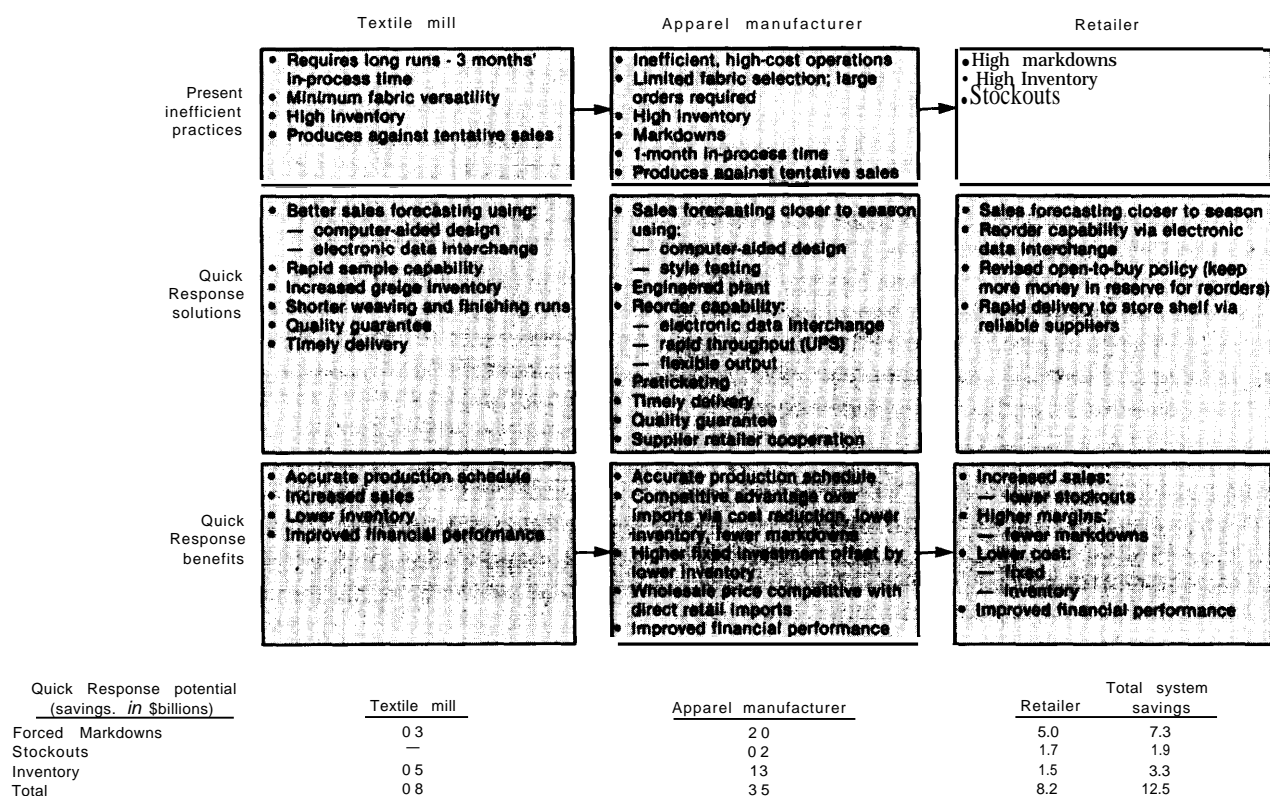 Textile mill
Apparel manufacturer
Retailer
Present
inefficient
practices
• Requires long runs - 3 months'
in-process time
• Minimum fabric versatility
• High inventory
• Produces against tentative sales
• Inefficient, high-cost operations
• Limited fabric selection; large
orders required
• High inventory
• Markdowns
• 1-month in-process time
• Produces against tentative sales
• High markdowns
• High Inventory
• Stockouts
Quick
Response
solutions
• Better sales forecasting using:
— computer-aided design
— electronic data interchange
• Rapid sample capability
• Increased greige inventory
• Shorter weaving and finishing runs
• Quality guarantee
• Timely delivery
• Sales forecasting closer to season
using:
— computer-aided design
— style testing
• Engineered plant
• Reorder capability:
— electronic data interchange
— rapid throughput (UPS)
— flexible output
• Preticketing
• Timely delivery
• Quality guarantee
• Supplier retailer cooperation
• Sales forecasting closer to season
• Reorder capability via electronic
data interchange
• Revised open-to-buy policy (keep
more money in reserve for reorders)
• Rapid delivery to store shelf via
reliable suppliers
Quick
Response
benefits
• Accurate production schedule
• Increased sales
• Lower inventory
• Improved financial performance
• Accurate production schedule
• Competitive advantage over
imports via cost reduction, lower
inventory, fewer markdowns
• Higher fixed investment offset by
lower inventory
• Wholesale price competitive with
direct retail imports
• Improved financial performance
• Increased sales:
— lower stockouts
• Higher margins:
— fewer markdowns
• Lower cost:
— fixed
— inventory
• Improved financial performance
Quick Response potential
(savings. in $billions)
Textile mill
Apparel manufacturer
Retailer
Total system
savings
Forced Markdowns 0 3 2 0 5.0 7.3
Stockouts — 0 2 1.7 1.9
Inventory 0 5 1 3 1.5 3.3
Total 0 8 3 5 8.2 12.5